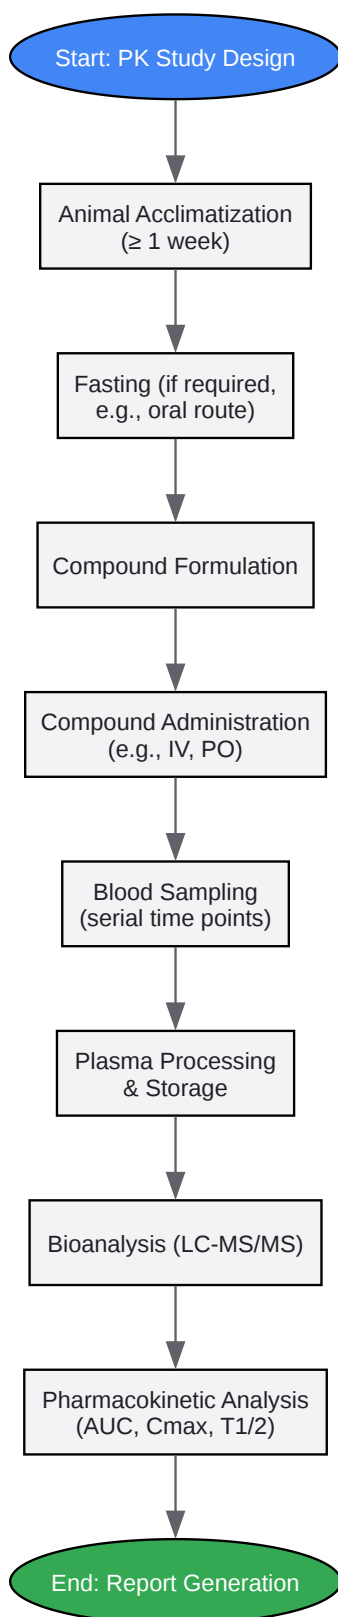 Start: PK Study Design
Animal Acclimatization
(≥ 1 week)
Fasting (if required,
e.g., oral route)
Compound Formulation
Compound Administration
(e.g., IV, PO)
Blood Sampling
(serial time points)
Plasma Processing
& Storage
Bioanalysis (LC-MS/MS)
Pharmacokinetic Analysis
(AUC, Cmax, T1/2)
End: Report Generation